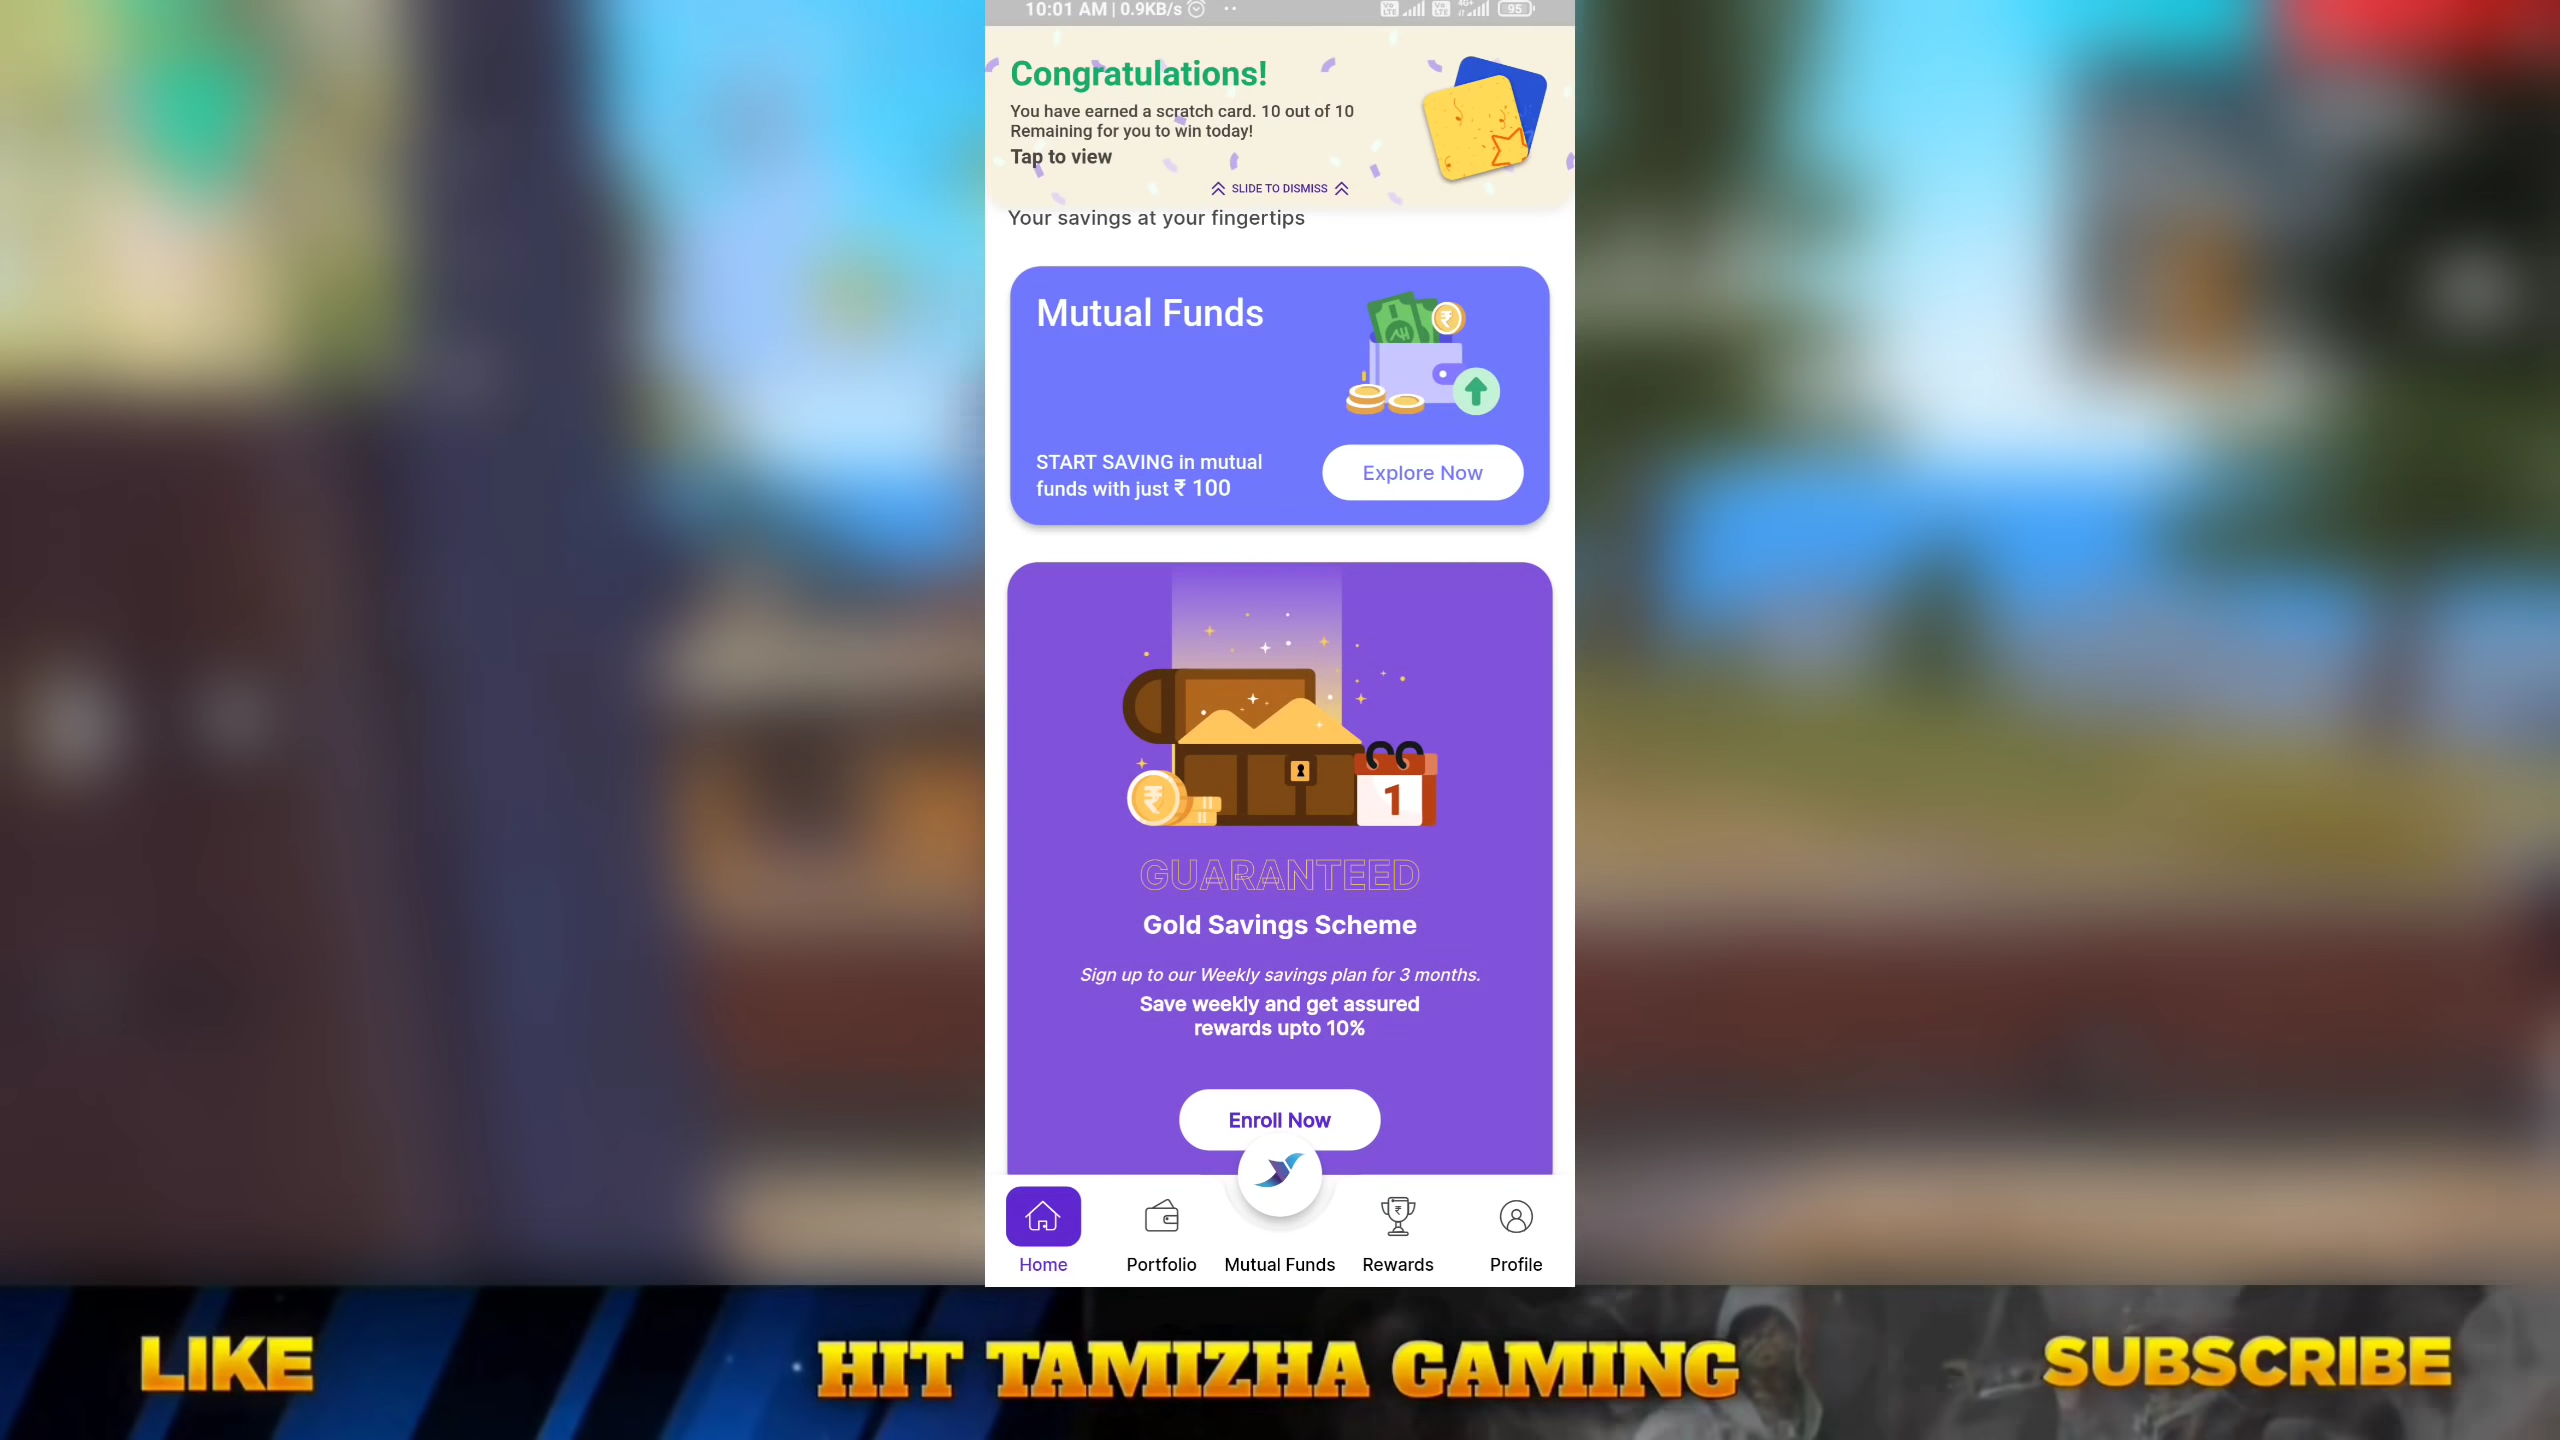 10:01 AM | 0.9KB/s
95
Congratulations!
You have earned a scratch card. 10 out of 10
Remaining for you to win today!
Tap to view
SLIDE TO DISMISS
Your savings at your fingertips
Mutual Funds
START SAVING in mutual
funds with just ₹ 100
Explore Now
₹
1
GUARANTEED
Gold Savings Scheme
Sign up to our Weekly savings plan for 3 months.
Save weekly and get assured
rewards upto 10%
Enroll Now
Home
Portfolio
Mutual Funds
Rewards
Profile
LIKE
HIT TAMIZHA GAMING
SUBSCRIBE